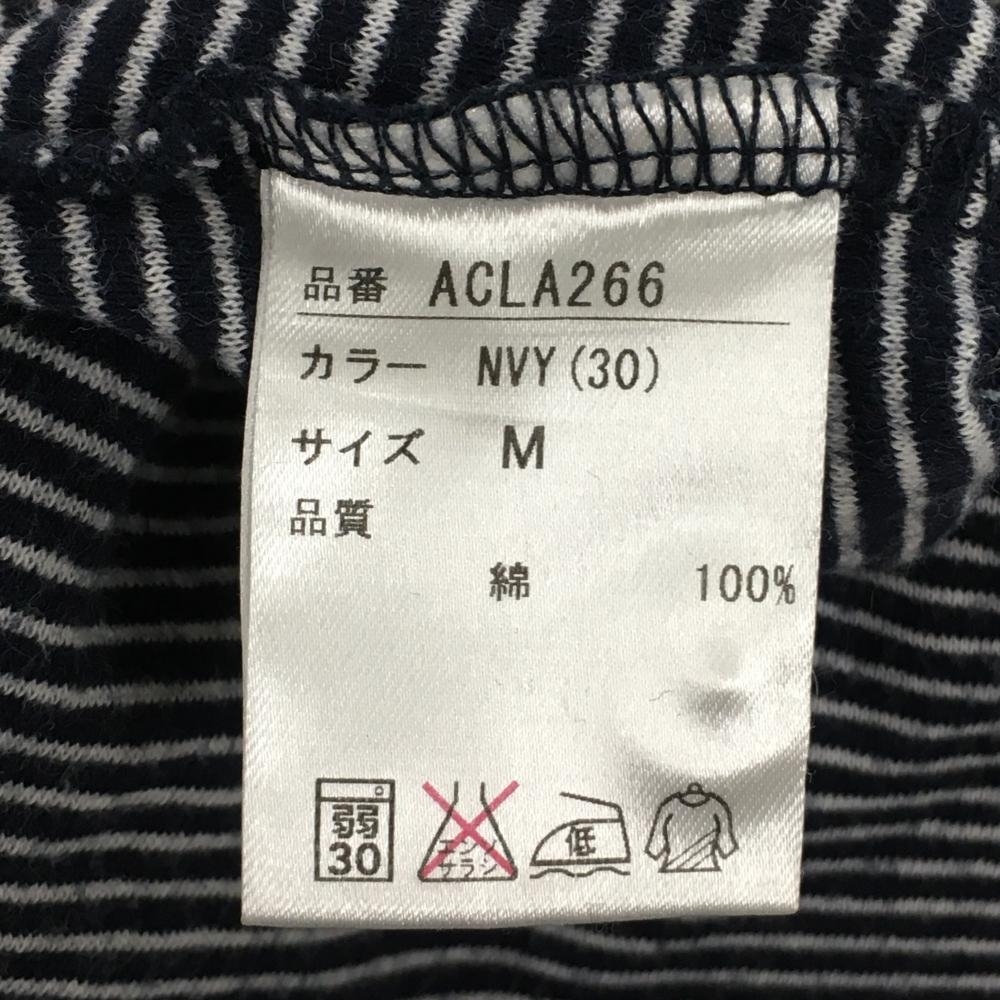 品番 ACLA266
カラー NVY(30)
サイズ M
品質
綿 100%
弱
30
エンソ
サラシ
低